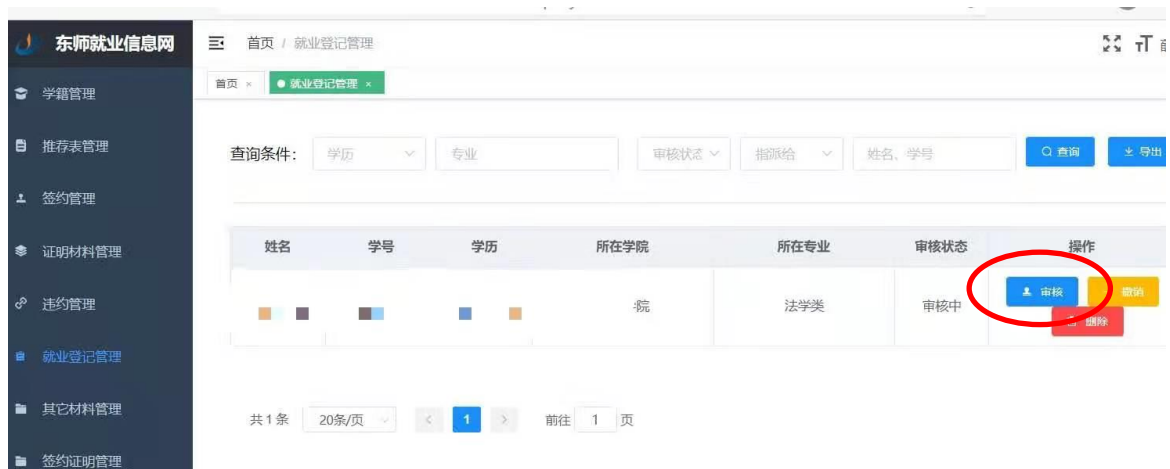 东师就业信息网
首页 / 就业登记管理
首页 ×
就业登记管理 ×
学籍管理
推荐表管理
签约管理
证明材料管理
违约管理
就业登记管理
其它材料管理
签约证明管理
查询条件： 学历 专业 审核状态 指派给 姓名、学号 查询 导出
姓名 学号 学历 所在学院 所在专业 审核状态 操作
院 法学类 审核中 审核 撤销
删除
共1条 20条/页 < 1 > 前往 1 页